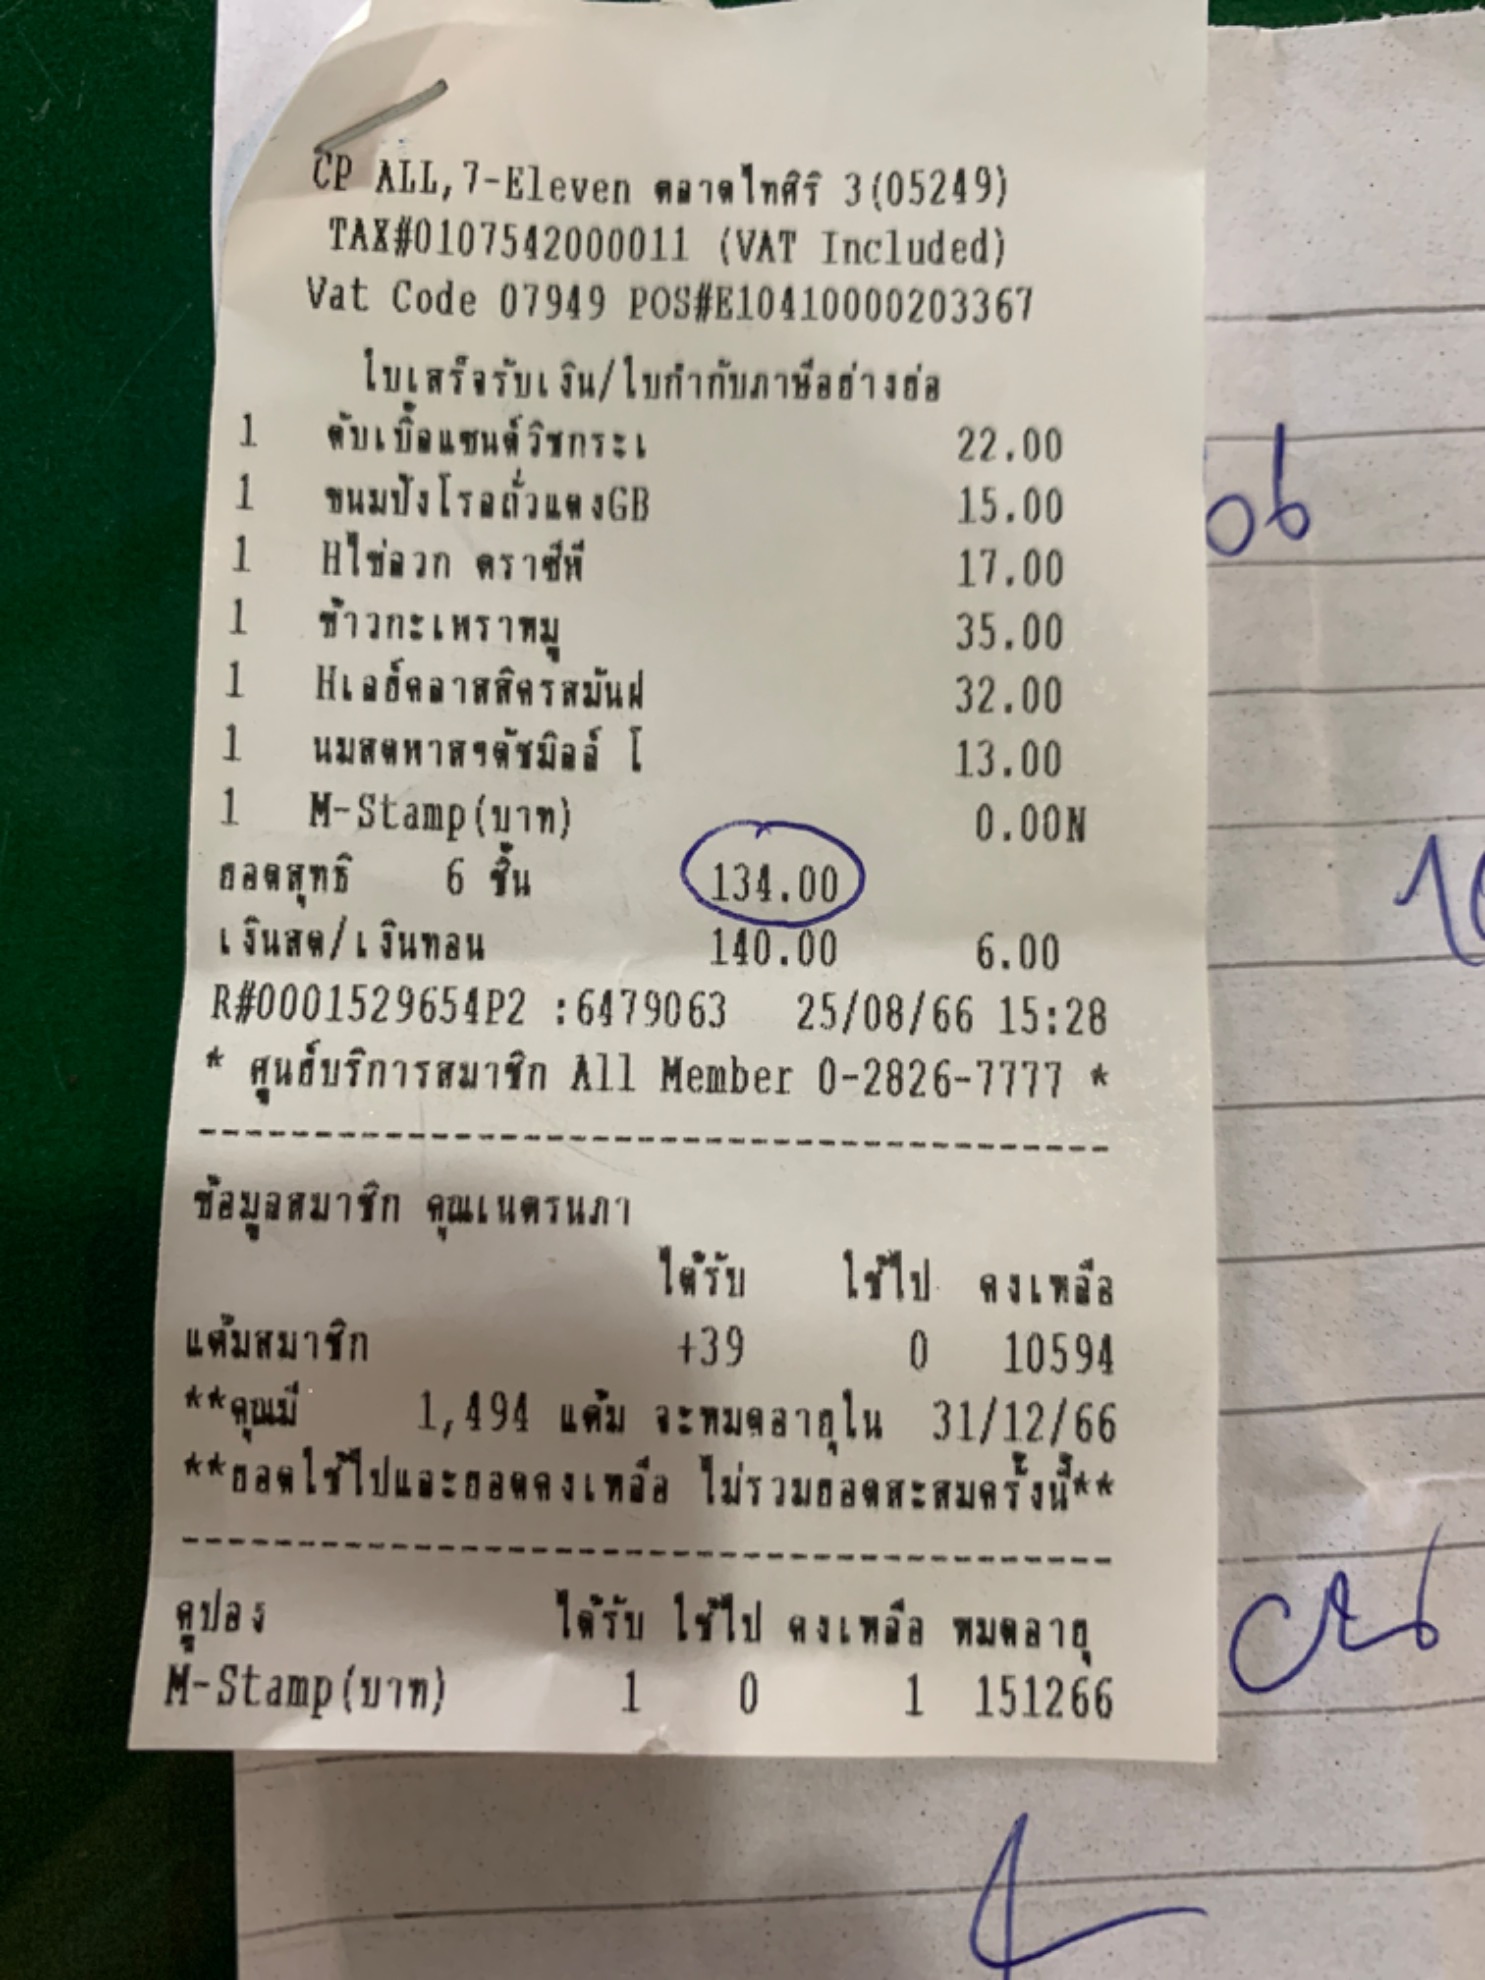 CP ALL,7-Eleven ตลาดไทศิริ 3(05249)
TAX#0107542000011 (VAT Included)
Vat Code 07949 POS#E10410000203367
ใบเสร็จรับเงิน/ใบกำกับภาษีอย่างย่อ
1 ดับเบิ้ลแซนด์วิชกระเ 22.00
1 ขนมปังโรลถั่วแดงGB 15.00
1 Hไข่ลวก ตราซีพี 17.00
1 ข้าวกะเพราหมู 35.00
1 Hเลย์คลาสสิครสมันฝ 32.00
1 นมสดพาสฯดัชมิลล์ โ 13.00
1 M-Stamp(บาท) 0.00N
ยอดสุทธิ 6 ชิ้น 134.00
เงินสด/เงินทอน 140.00 6.00
R#0001529654P2 :6479063 25/08/66 15:28
* ศูนย์บริการสมาชิก All Member 0-2826-7777 *
ข้อมูลสมาชิก คุณเนตรนภา
ได้รับ ใช้ไป คงเหลือ
แต้มสมาชิก +39 0 10594
**คุณมี 1,494 แต้ม จะหมดอายุใน 31/12/66
**ยอดใช้ไปและยอดคงเหลือ ไม่รวมยอดสะสมครั้งนี้**
คูปอง ได้รับ ใช้ไป คงเหลือ หมดอายุ
M-Stamp(บาท) 1 0 1 151266